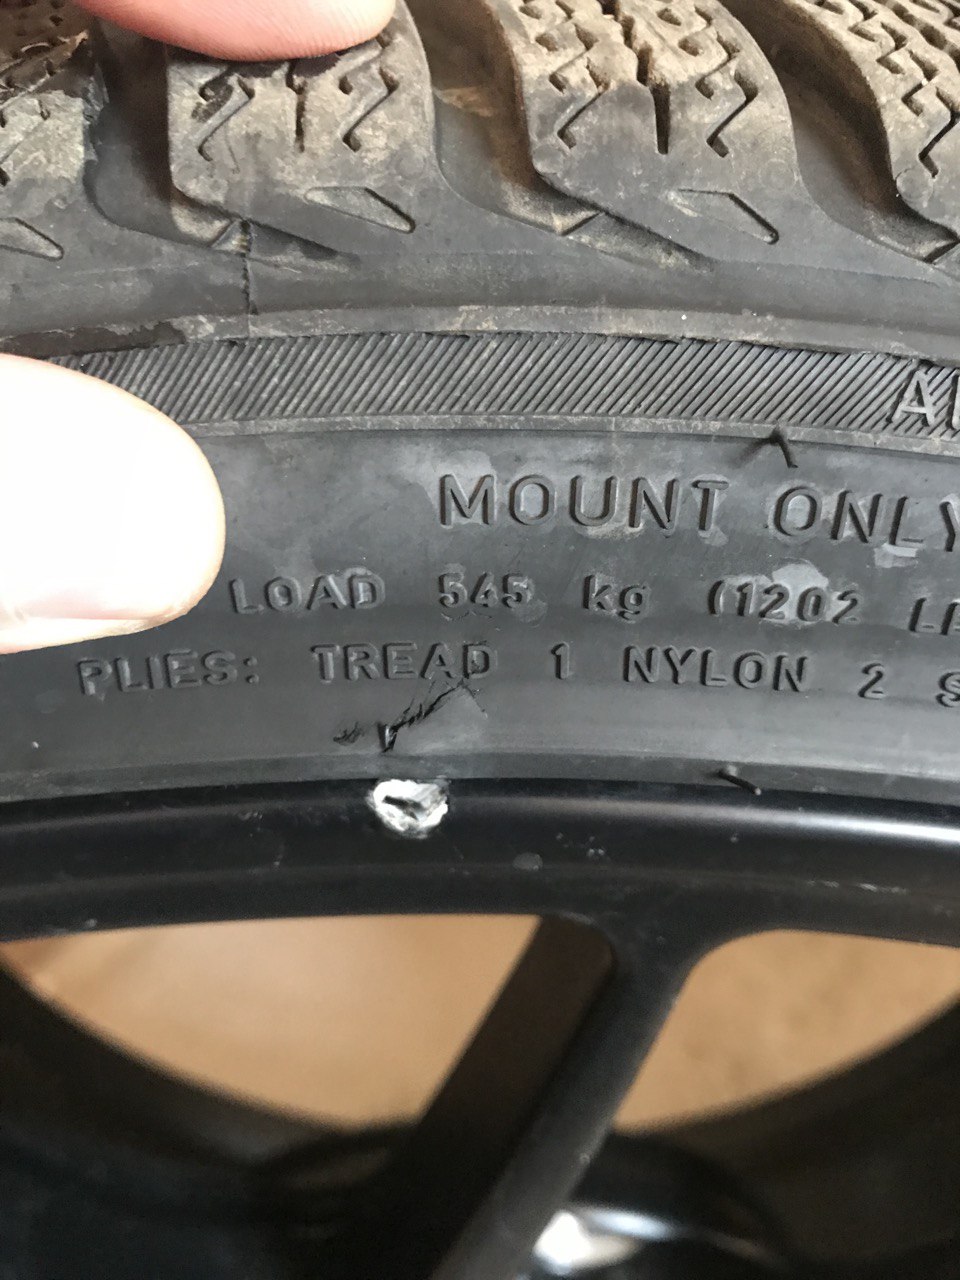 MOUNT ONLY
LOAD 545 kg (1202
PLIES: TREAD 1 NYLON 2